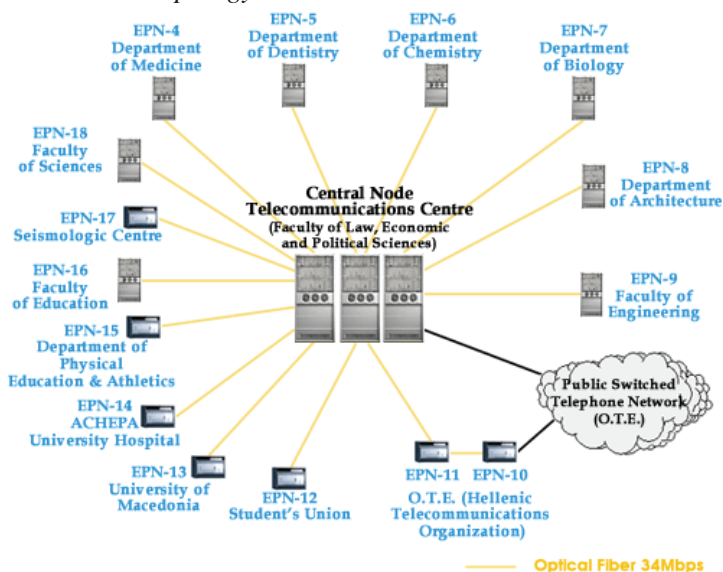 EPN-4
Department
of Medicine
EPN-5
Department
of Dentistry
EPN-6
Department
of Chemistry
EPN-7
Department
of Biology
EPN-18
Faculty
of Sciences
EPN-8
Department
of Architecture
Central Node
Telecommunications Centre
(Faculty of Law, Economic
and Political Sciences)
EPN-17
Seismologic Centre
EPN-16
Faculty
of Education
EPN-9
Faculty of
Engineering
EPN-15
Department of
Physical
Education & Athletics
Public Switched
Telephone Network
(O.T.E.)
EPN-14
ACHEPA
University Hospital
EPN-13
University of
Macedonia
EPN-12
Student's Union
EPN-11 EPN-10
O.T.E. (Hellenic
Telecommunications
Organization)
Optical Fiber 34Mbps